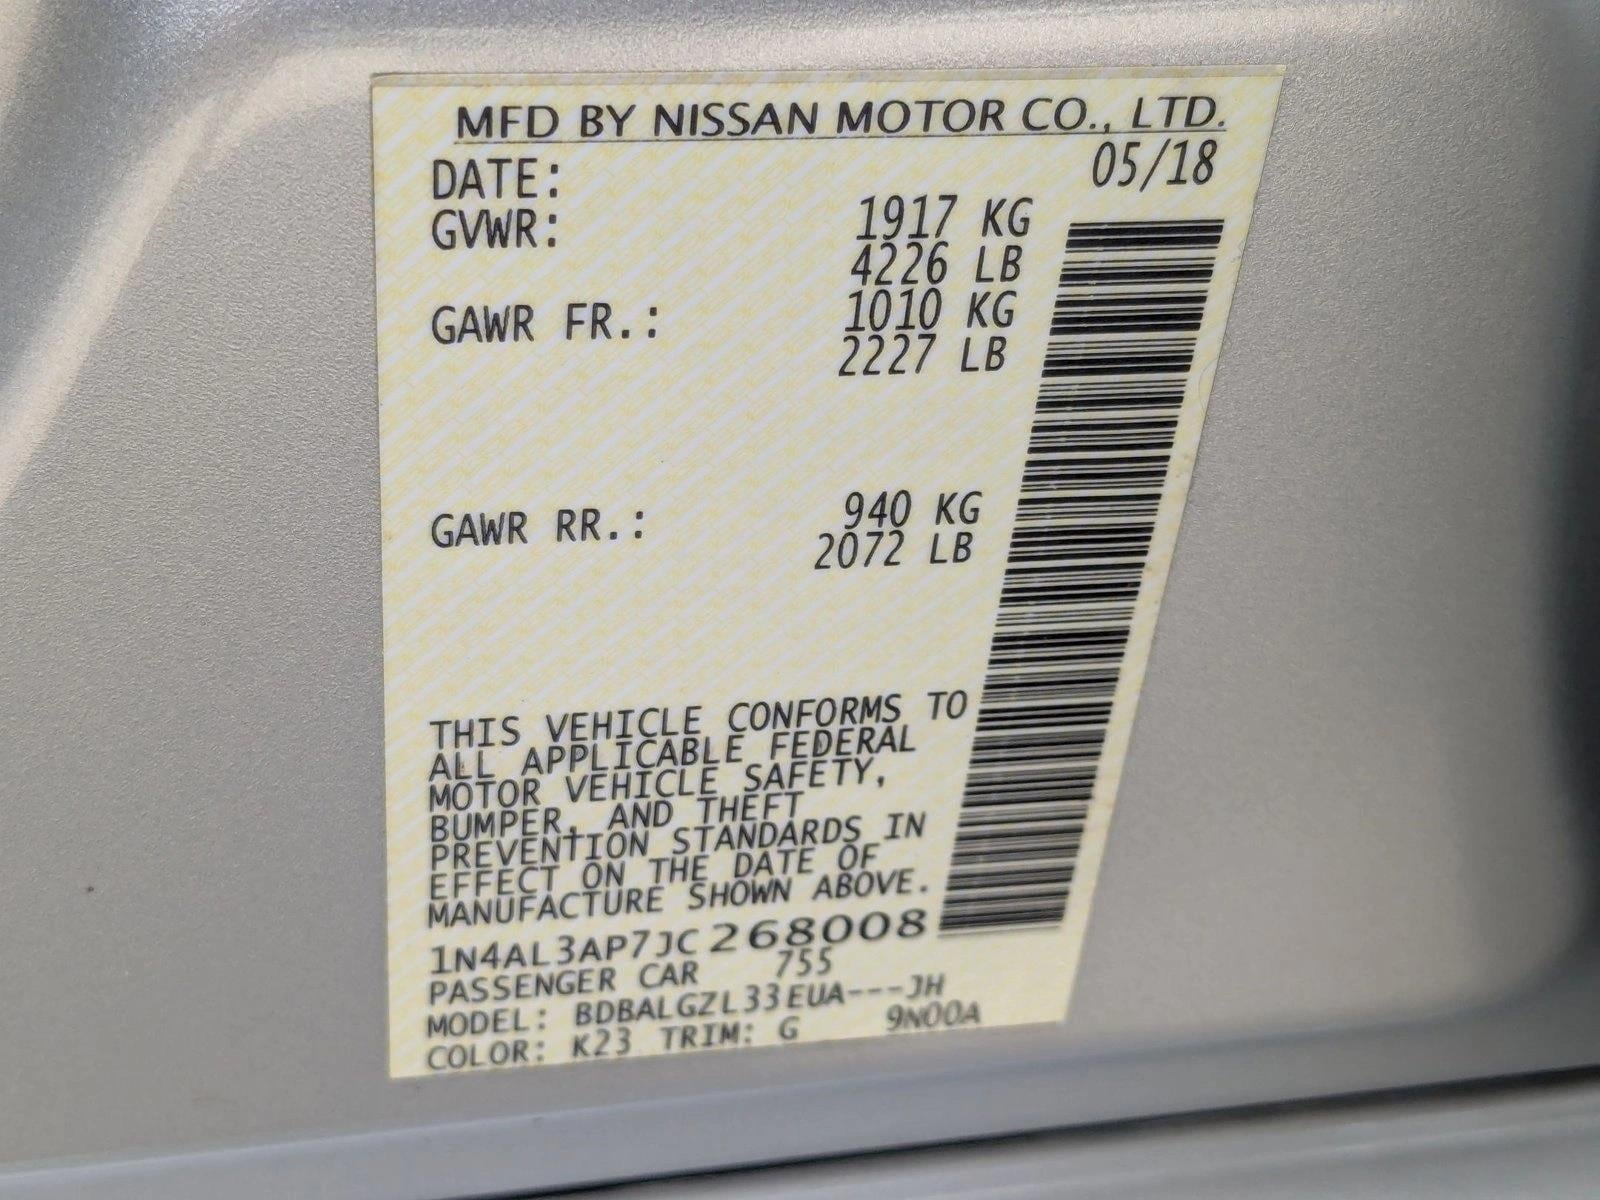 MFD BY NISSAN MOTOR CO., LTD.
DATE: 05/18
GVWR: 1917 KG
4226 LB
GAWR FR.: 1010 KG
2227 LB
GAWR RR.: 940 KG
2072 LB
THIS VEHICLE CONFORMS TO
ALL APPLICABLE FEDERAL
MOTOR VEHICLE SAFETY,
BUMPER, AND THEFT
PREVENTION STANDARDS IN
EFFECT ON THE DATE OF
MANUFACTURE SHOWN ABOVE.
1N4AL3AP7JC268008
PASSENGER CAR 755
MODEL: BDBALGZL33EUA---JH
COLOR: K23 TRIM: G 9N00A